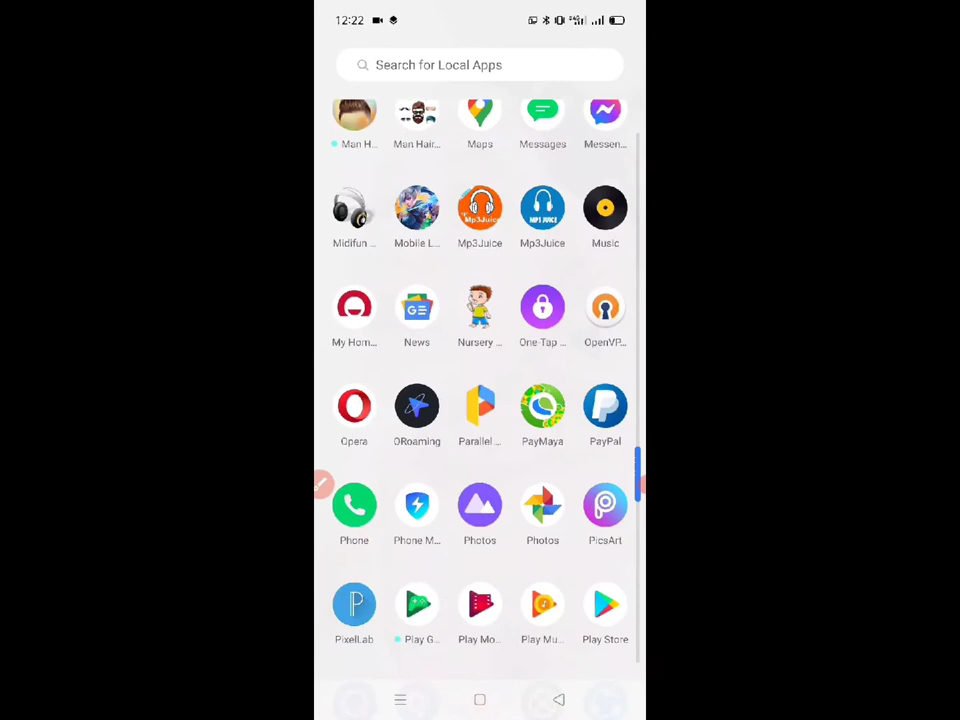 12:22
Search for Local Apps
Man H... Man Hair... Maps Messages Messen...
Midifun ... Mobile L... Mp3Juice Mp3Juice Music
My Hom... News Nursery ... One Tap ... OpenVP...
Opera ORoaming Parallel ... PayMaya PayPal
Phone Phone M... Photos Photos PicsArt
PixelLab Play G... Play Mo... Play Mu... Play Store